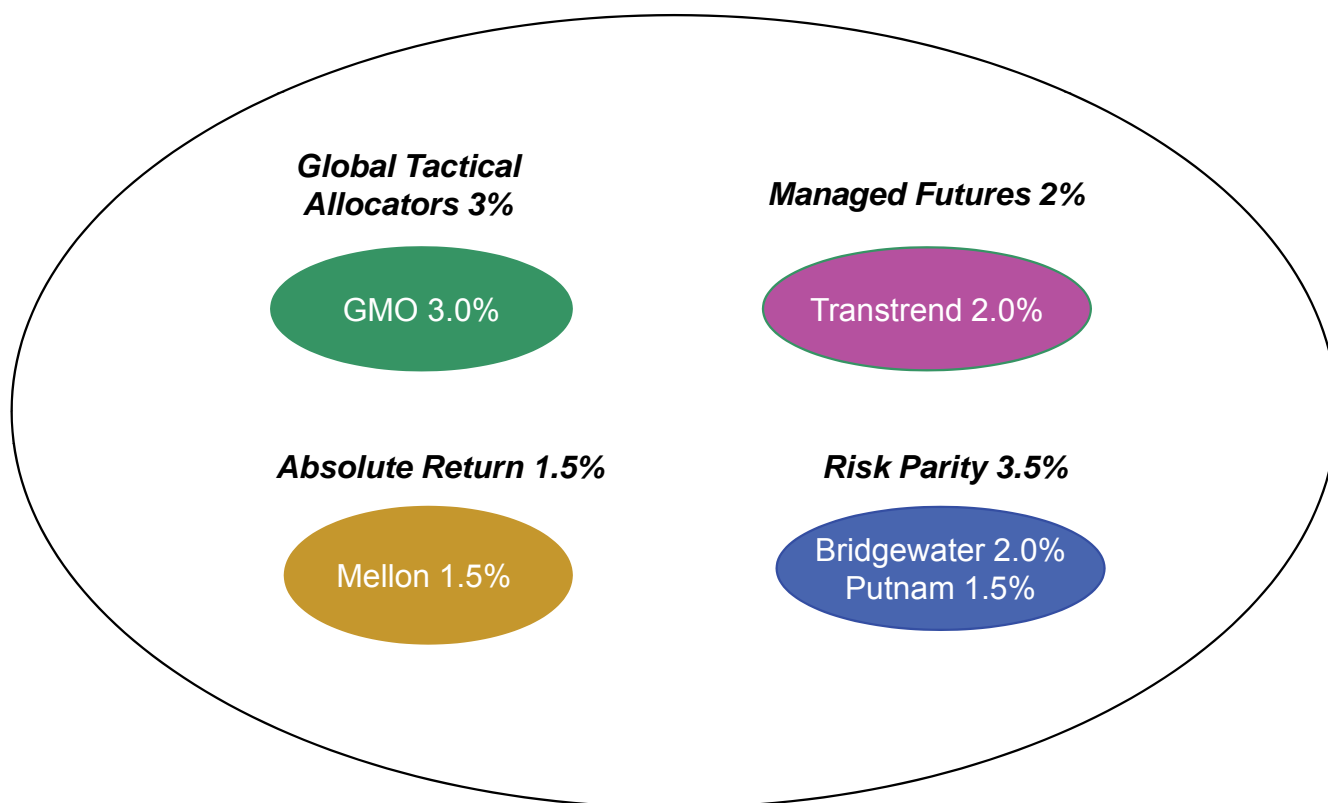 Global Tactical
Allocators 3%
GMO 3.0%
Managed Futures 2%
Transtrend 2.0%
Absolute Return 1.5%
Mellon 1.5%
Risk Parity 3.5%
Bridgewater 2.0%
Putnam 1.5%